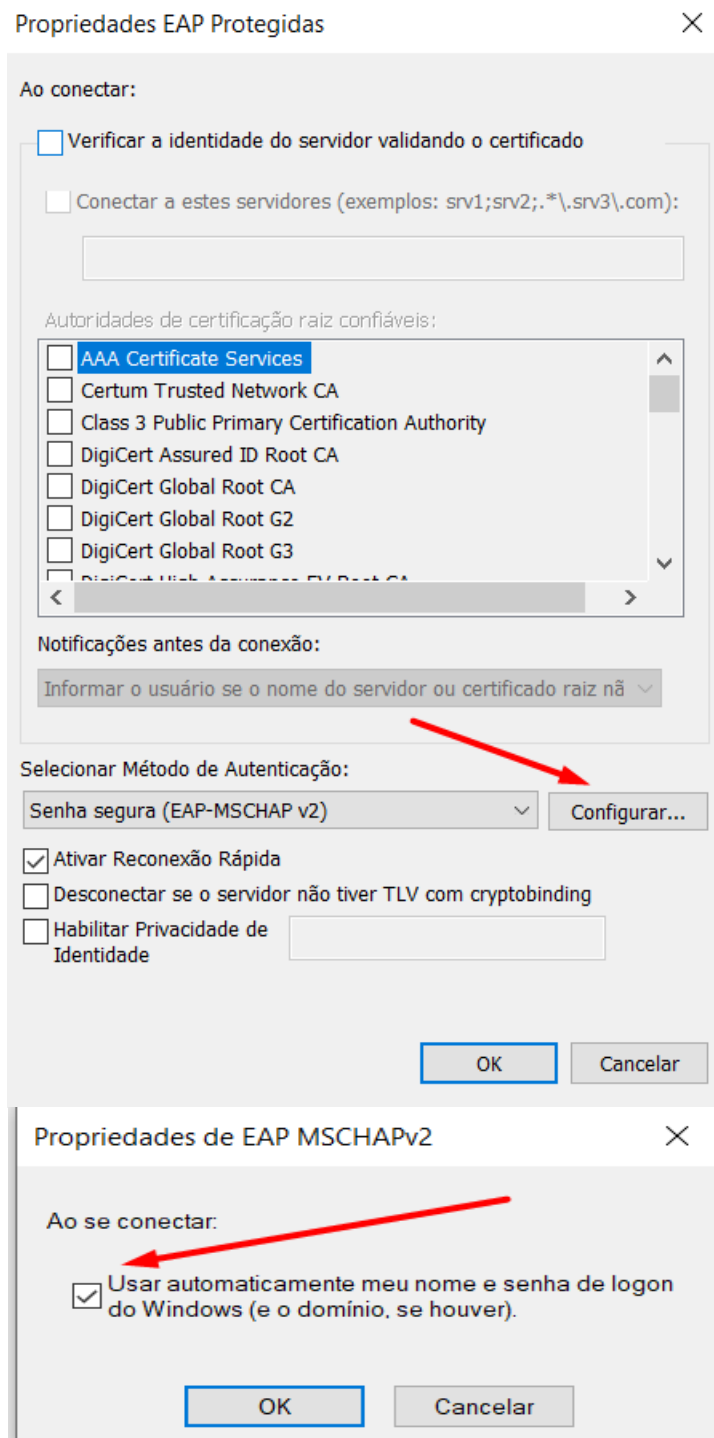 Propriedades EAP Protegidas
Ao conectar:
Verificar a identidade do servidor validando o certificado
Conectar a estes servidores (exemplos: srv1;srv2;.*\.srv3\.com):
Autoridades de certificação raiz confiáveis:
AAA Certificate Services
Certum Trusted Network CA
Class 3 Public Primary Certification Authority
DigiCert Assured ID Root CA
DigiCert Global Root CA
DigiCert Global Root G2
DigiCert Global Root G3
DigiCert High Assurance EV Root CA
Notificações antes da conexão:
Informar o usuário se o nome do servidor ou certificado raiz nã
Selecionar Método de Autenticação:
Senha segura (EAP-MSCHAP v2)
Configurar...
Ativar Reconexão Rápida
Desconectar se o servidor não tiver TLV com cryptobinding
Habilitar Privacidade de
Identidade
OK
Cancelar
Propriedades de EAP MSCHAPv2
Ao se conectar:
Usar automaticamente meu nome e senha de logon
do Windows (e o domínio, se houver).
OK
Cancelar